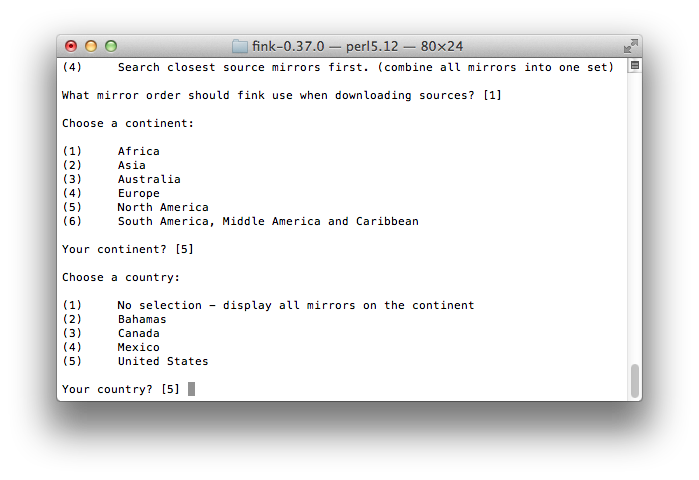 fink-0.37.0 — perl5.12 — 80×24
(4) Search closest source mirrors first. (combine all mirrors into one set)
What mirror order should fink use when downloading sources? [1]
Choose a continent:
(1) Africa
(2) Asia
(3) Australia
(4) Europe
(5) North America
(6) South America, Middle America and Caribbean
Your continent? [5]
Choose a country:
(1) No selection - display all mirrors on the continent
(2) Bahamas
(3) Canada
(4) Mexico
(5) United States
Your country? [5]